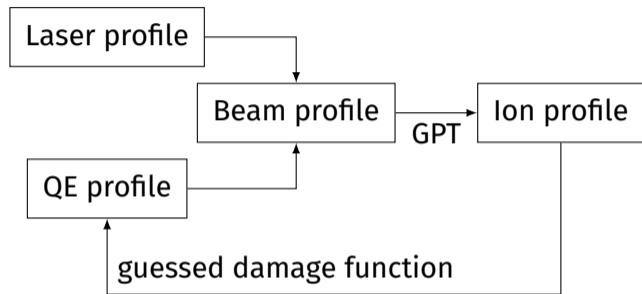 Laser profile
Beam profile
Ion profile
GPT
QE profile
guessed damage function